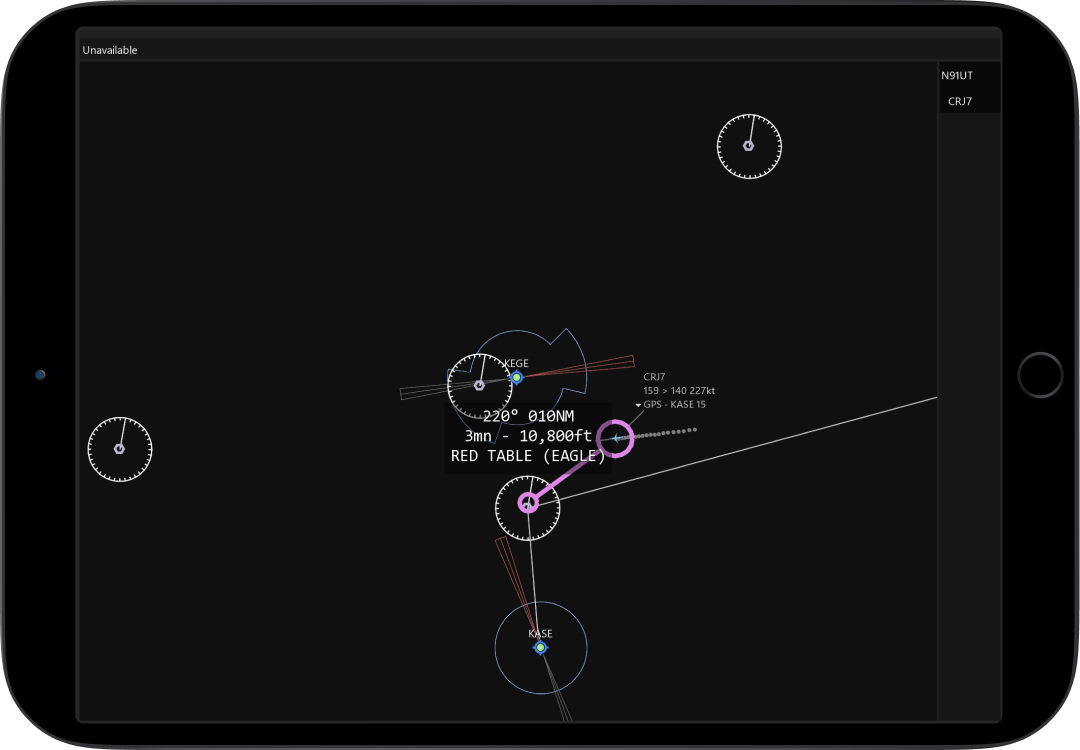 Unavailable
N91UT
CRJ7
KEGE
CRJ7
159 > 140 227kt
GPS - KASE 15
220° 010NM
3mn - 10,800ft
RED TABLE (EAGLE)
KASE